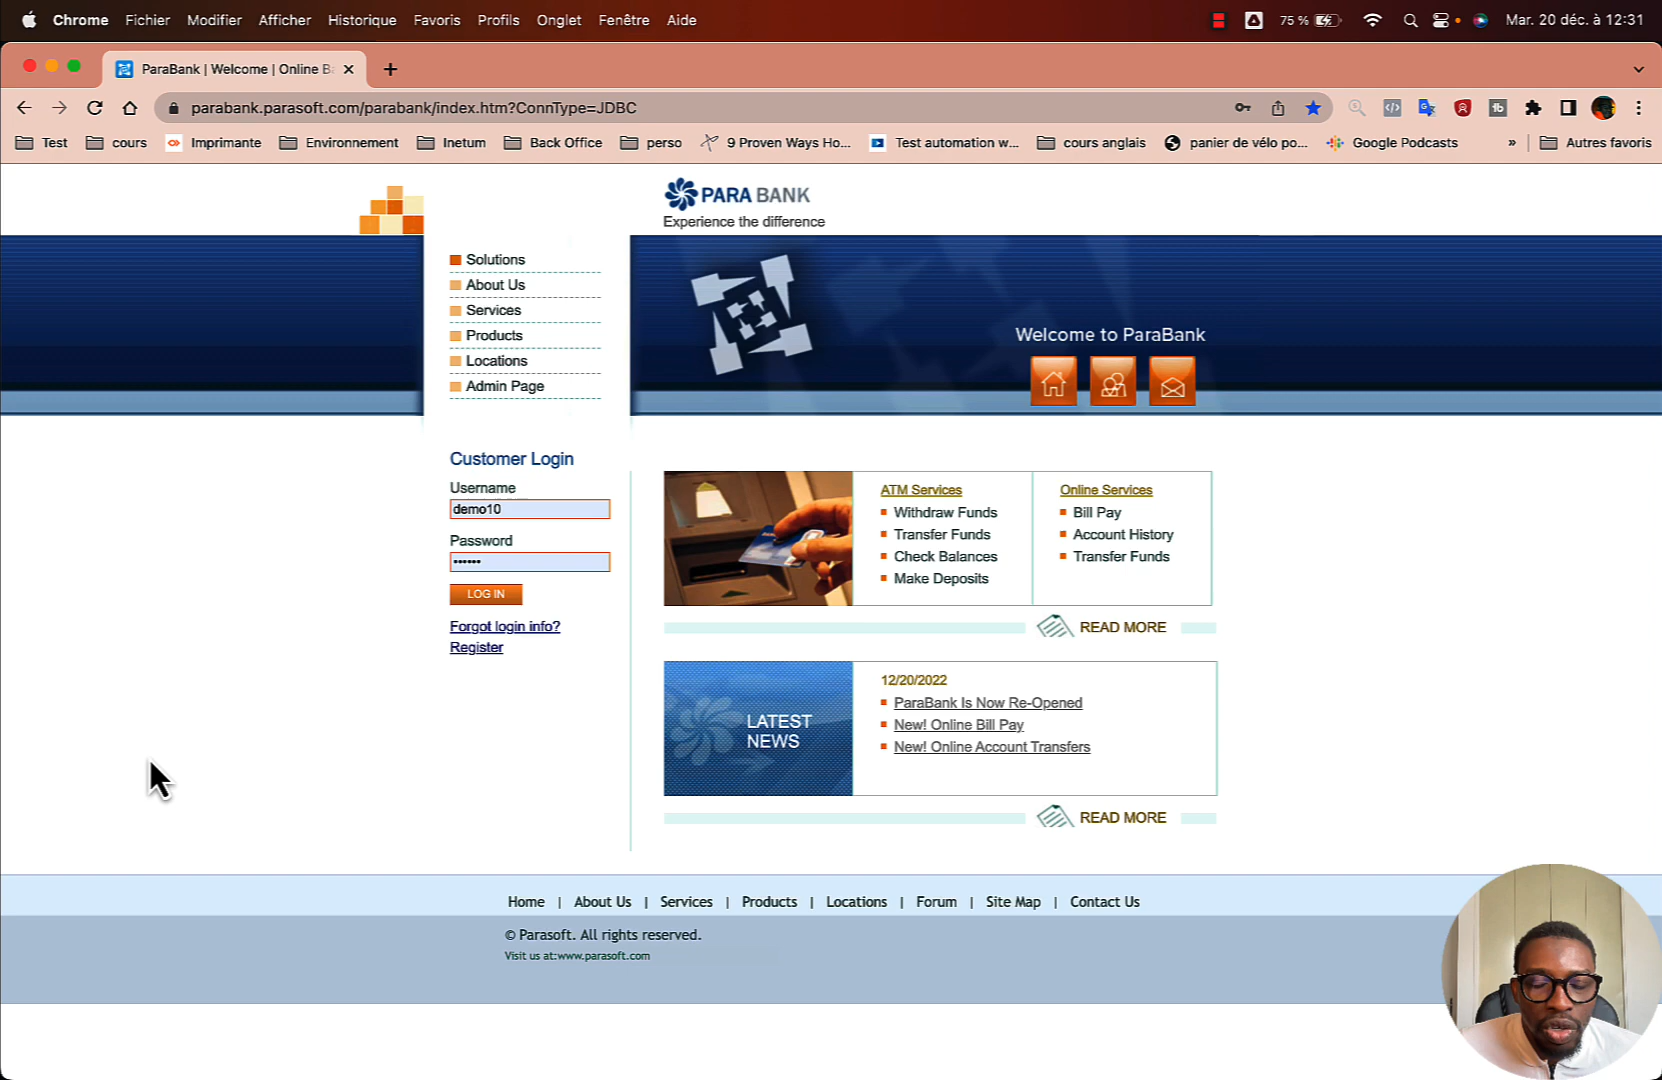 Chrome Fichier Modifier Afficher Historique Favoris Profils Onglet Fenêtre Aide 75 % Mar. 20 déc. à 12:31
ParaBank | Welcome | Online Ba
parabank.parasoft.com/parabank/index.htm?ConnType=JDBC
Test cours Imprimante Environnement Inetum Back Office perso 9 Proven Ways Ho... Test automation w... cours anglais panier de vélo po... Google Podcasts » Autres favoris
PARA BANK
Experience the difference
Solutions
About Us
Services
Products
Locations
Admin Page
Welcome to ParaBank
Customer Login
Username
demo10
Password
••••••
LOG IN
Forgot login info?
Register
ATM Services
Withdraw Funds
Transfer Funds
Check Balances
Make Deposits
Online Services
Bill Pay
Account History
Transfer Funds
READ MORE
LATEST
NEWS
12/20/2022
ParaBank Is Now Re-Opened
New! Online Bill Pay
New! Online Account Transfers
READ MORE
Home | About Us | Services | Products | Locations | Forum | Site Map | Contact Us
© Parasoft. All rights reserved.
Visit us at:www.parasoft.com